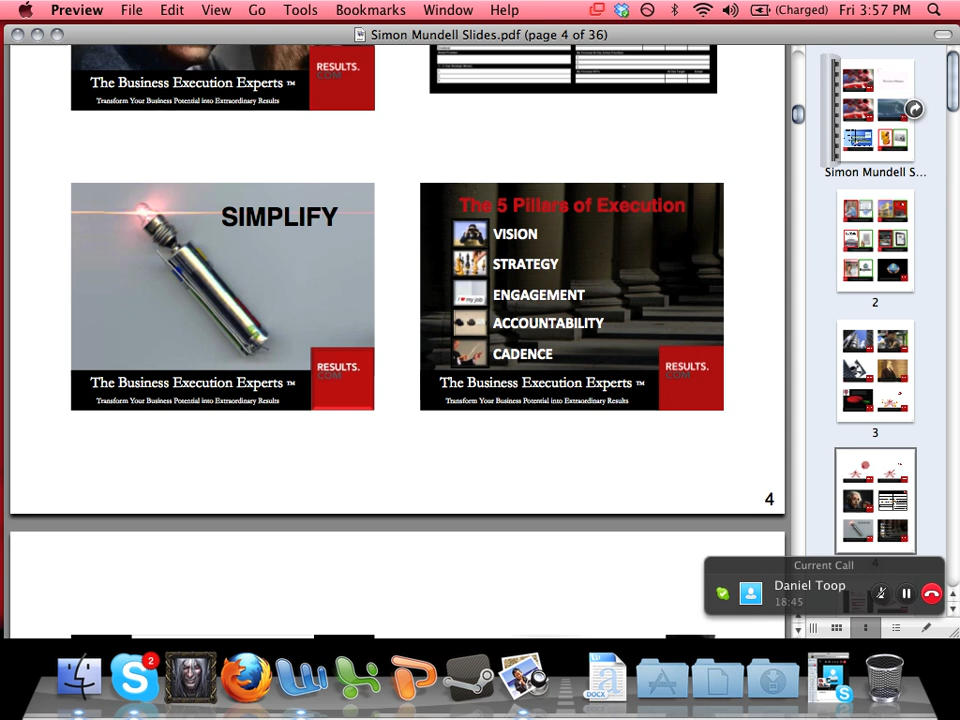 Preview File Edit View Go Tools Bookmarks Window Help (Charged) Fri 3:57 PM
Simon Mundell Slides.pdf (page 4 of 36)
The Business Execution Experts ™
Transform Your Business Potential into Extraordinary Results
RESULTS.
COM
SIMPLIFY
The Business Execution Experts ™
Transform Your Business Potential into Extraordinary Results
RESULTS.
COM
The 5 Pillars of Execution
VISION
STRATEGY
I ♥ my job
ENGAGEMENT
ACCOUNTABILITY
CADENCE
The Business Execution Experts ™
Transform Your Business Potential into Extraordinary Results
RESULTS.
COM
4
Simon Mundell S...
2
3
4
Current Call
Daniel Toop
18:45
2
W
DOCX